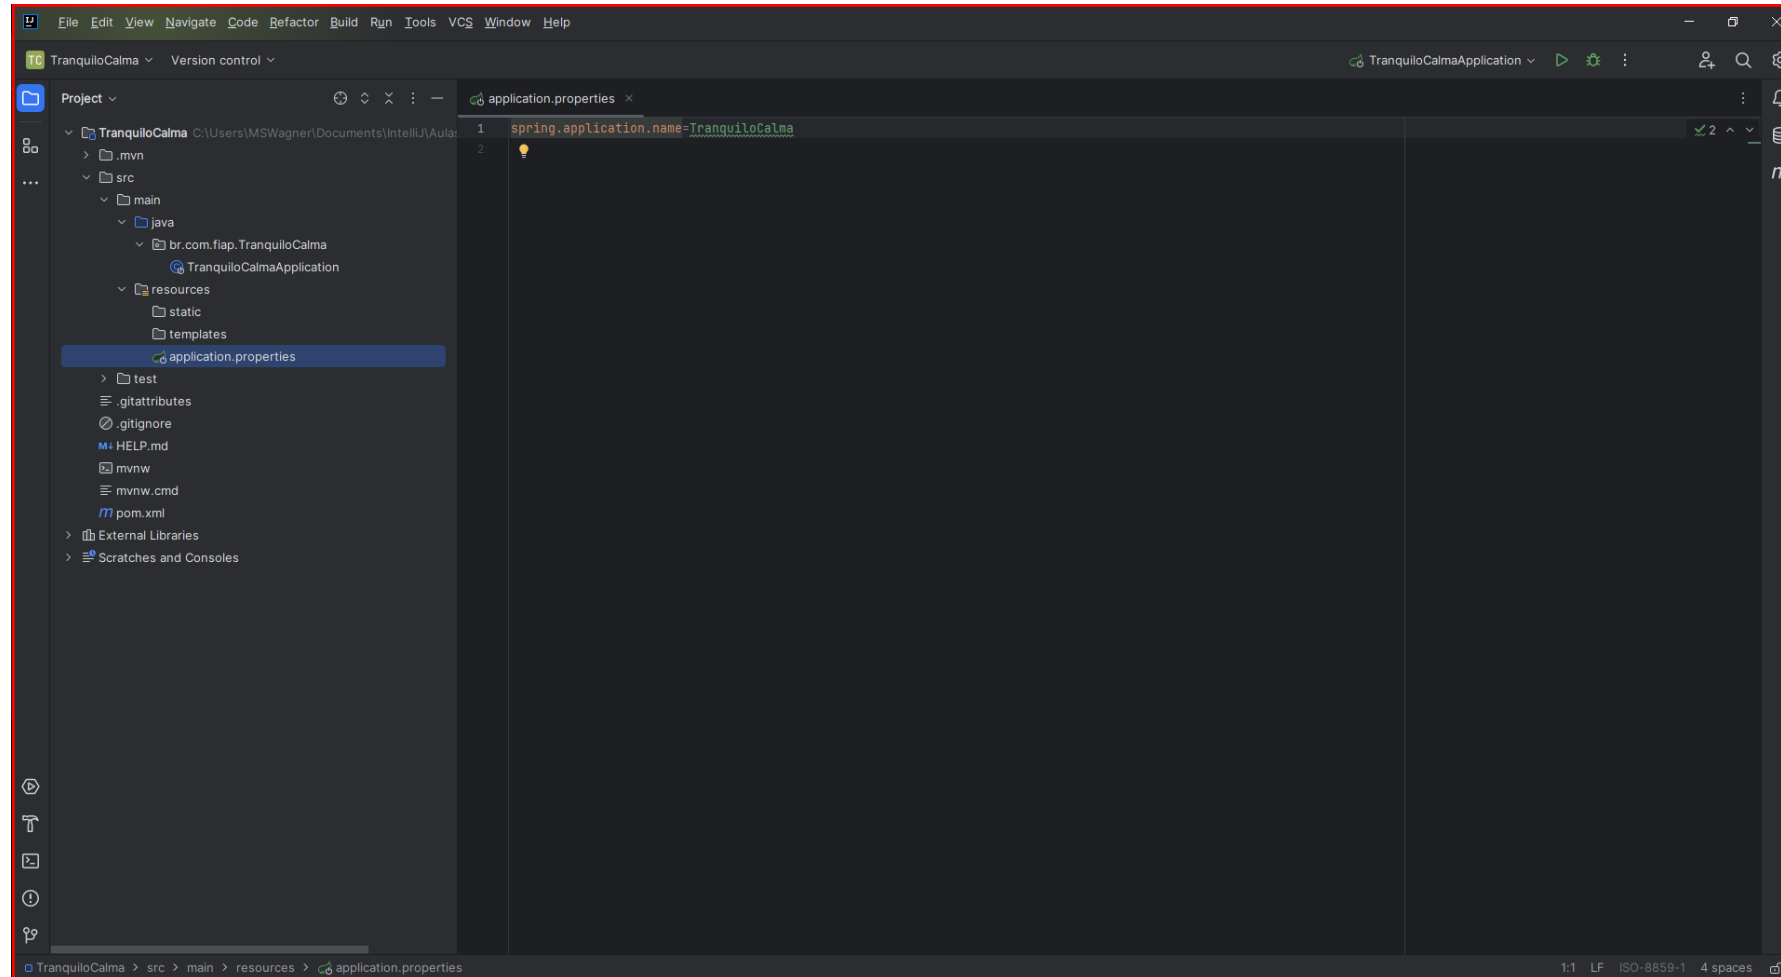 File Edit View Navigate Code Refactor Build Run Tools VCS Window Help
TC TranquiloCalma Version control TranquiloCalmaApplication
Project
application.properties
TranquiloCalma C:\Users\MSWagner\Documents\IntelliJ\Aulas
.mvn
src
main
java
br.com.fiap.TranquiloCalma
TranquiloCalmaApplication
resources
static
templates
application.properties
test
.gitattributes
.gitignore
M↓ HELP.md
mvnw
mvnw.cmd
m pom.xml
External Libraries
Scratches and Consoles
1 spring.application.name=TranquiloCalma 2
2
TranquiloCalma > src > main > resources > application.properties 1:1 LF ISO-8859-1 4 spaces